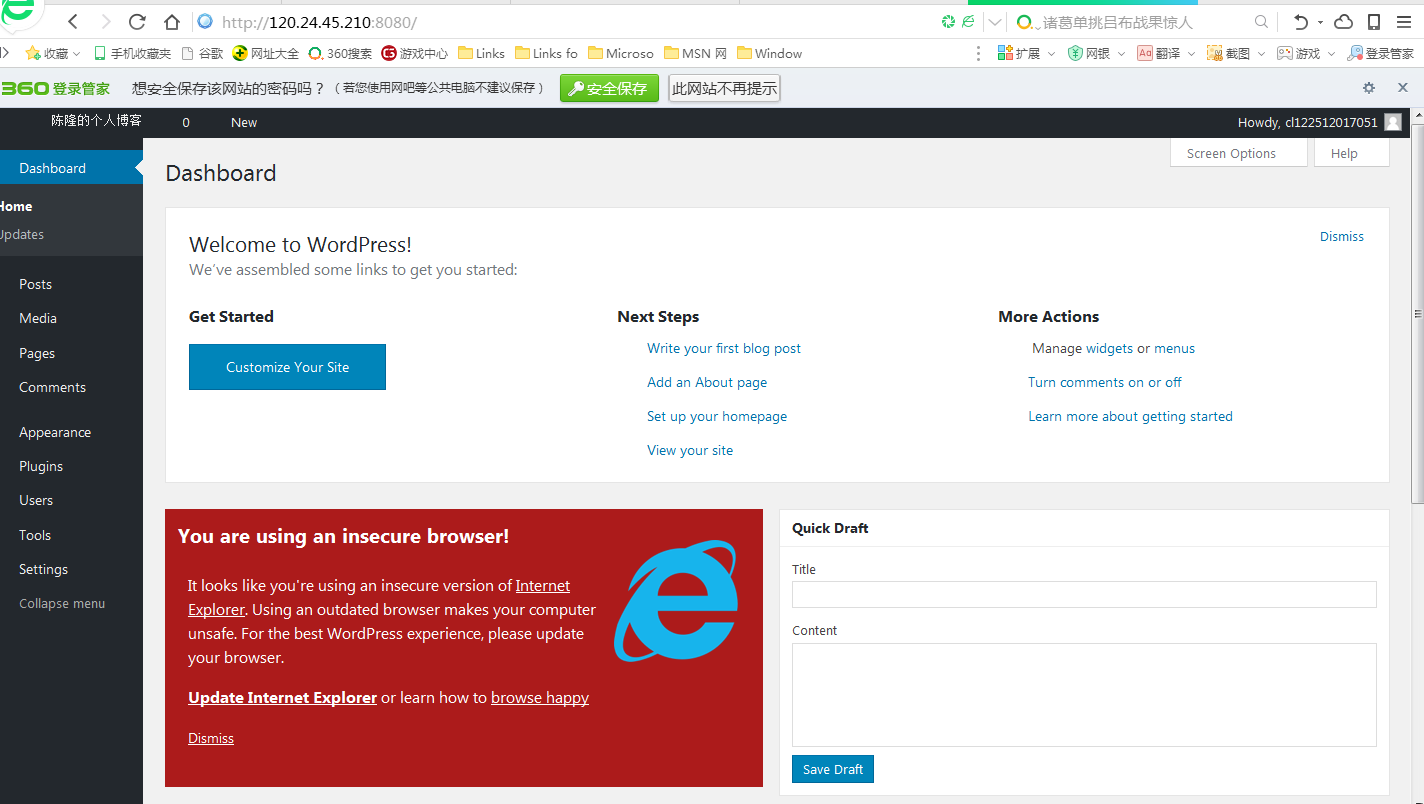 http://120.24.45.210:8080/
诸葛单挑吕布战果惊人
收藏 手机收藏夹 谷歌 网址大全 360搜索 游戏中心 Links Links fo Microso MSN 网 Window 扩展 网银 翻译 截图 游戏 登录管家
360 登录管家 想安全保存该网站的密码吗？（若您使用网吧等公共电脑不建议保存） 安全保存 此网站不再提示
陈隆的个人博客 0 New Howdy, cl122512017051
Screen Options Help
Dashboard
Home
Updates
Posts
Media
Pages
Comments
Appearance
Plugins
Users
Tools
Settings
Collapse menu
Dashboard
Welcome to WordPress!
Dismiss
We've assembled some links to get you started:
Get Started
Customize Your Site
Next Steps
Write your first blog post
Add an About page
Set up your homepage
View your site
More Actions
Manage widgets or menus
Turn comments on or off
Learn more about getting started
You are using an insecure browser!
It looks like you're using an insecure version of Internet
Explorer. Using an outdated browser makes your computer
unsafe. For the best WordPress experience, please update
your browser.
Update Internet Explorer or learn how to browse happy
Dismiss
Quick Draft
Title
Content
Save Draft